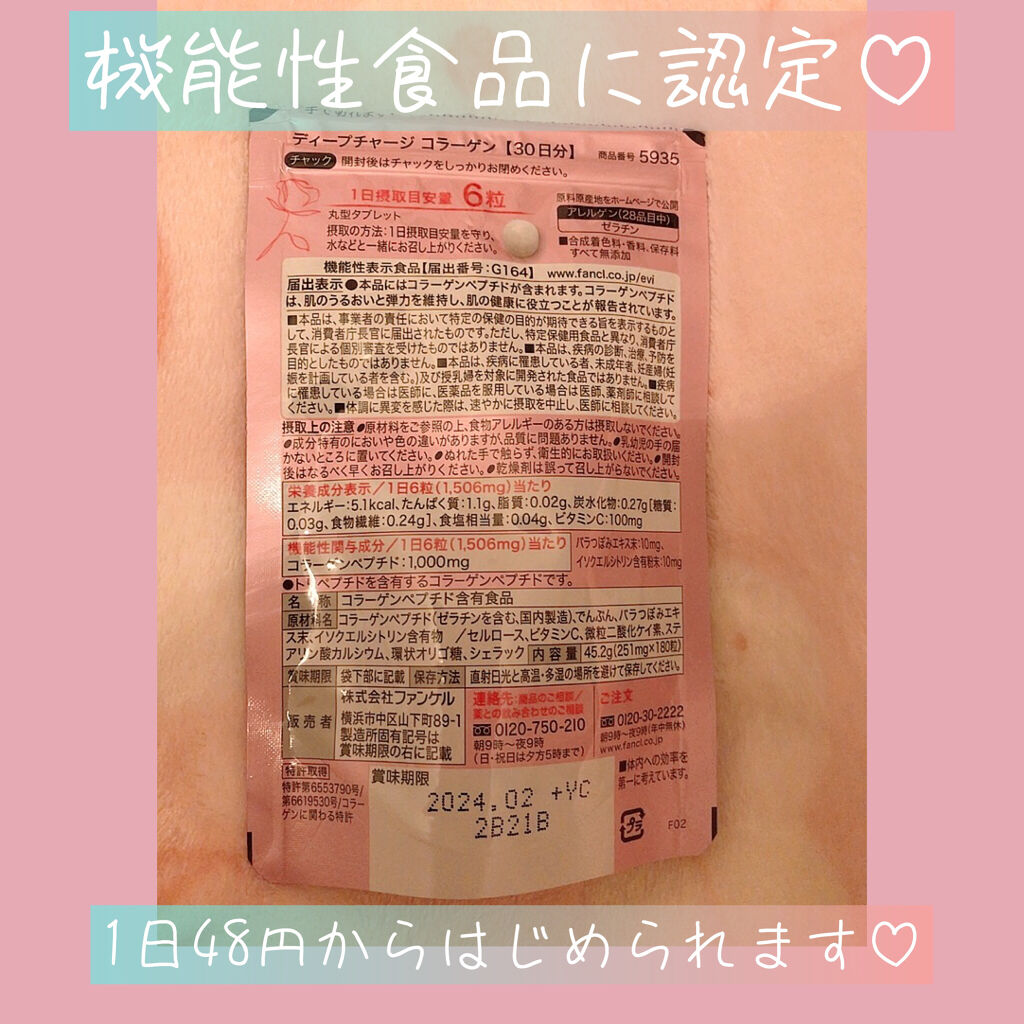 機能性食品に認定♡
ディープチャージ コラーゲン【30日分】 商品番号 5935
チャック 開封後はチャックをしっかりお閉めください。
1日摂取目安量 6粒
丸型タブレット
摂取の方法:1日摂取目安量を守り、
水などと一緒にお召し上がりください。
原料原産地をホームページで公開
アレルゲン(28品目中)
ゼラチン
■合成着色料・香料、保存料
すべて無添加
機能性表示食品【届出番号:G164】 www.fancl.co.jp/evi
届出表示●本品にはコラーゲンペプチドが含まれます。コラーゲンペプチド
は、肌のうるおいと弾力を維持し、肌の健康に役立つことが報告されています。
■本品は、事業者の責任において特定の保健の目的が期待できる旨を表示するものと
して、消費者庁長官に届出されたものです。ただし、特定保健用食品と異なり、消費者庁
長官による個別審査を受けたものではありません。■本品は、疾病の診断、治療、予防を
目的としたものではありません。■本品は、疾病に罹患している者、未成年者、妊産婦(妊
娠を計画している者を含む。)及び授乳婦を対象に開発された食品ではありません。■疾病
に罹患している場合は医師に、医薬品を服用している場合は医師、薬剤師に相談して
ください。■体調に異変を感じた際は、速やかに摂取を中止し、医師に相談してください。
摂取上の注意 ●原材料をご参照の上、食物アレルギーのある方は摂取しないでください。
●成分特有のにおいや色の違いがありますが、品質に問題ありません。●乳幼児の手の届
かないところに置いてください。●ぬれた手で触らず、衛生的にお取扱いください。●開封
後はなるべく早くお召し上がりください。●乾燥剤は誤って召し上がらないでください。
栄養成分表示/1日6粒(1,506mg)当たり
エネルギー:5.1kcal、たんぱく質:1.1g、脂質:0.02g、炭水化物:0.27g[糖質:
0.03g、食物繊維:0.24g]、食塩相当量:0.04g、ビタミンC:100mg
機能性関与成分/1日6粒(1,506mg)当たり
コラーゲンペプチド:1,000mg
バラつぼみエキス末:10mg、
イソクエルシトリン含有粉末:10mg
●トリペプチドを含有するコラーゲンペプチドです。
名称 コラーゲンペプチド含有食品
原材料名 コラーゲンペプチド(ゼラチンを含む、国内製造)、でんぷん、バラつぼみエキ
ス末、イソクエルシトリン含有物 /セルロース、ビタミンC、微粒二酸化ケイ素、ステ
アリン酸カルシウム、環状オリゴ糖、シェラック 内容量 45.2g(251mg×180粒)
賞味期限 袋下部に記載 保存方法 直射日光と高温・多湿の場所を避けて保存してください。
販売者 株式会社ファンケル
横浜市中区山下町89-1
製造所固有記号は
賞味期限の右に記載
連絡先:商品のご相談/
薬との飲み合わせのご相談
0120-750-210
朝9時〜夜9時
(日・祝日は夕方5時まで)
ご注文
0120-30-2222
朝9時〜夜9時(年中無休)
www.fancl.co.jp
■体内への効率を
第一に考えています。
特許取得
特許第6553790号/
第6619530号/コラー
ゲンに関わる特許
賞味期限
2024.02 +YC
2B21B
プラ
F02
1日48円からはじめられます♡